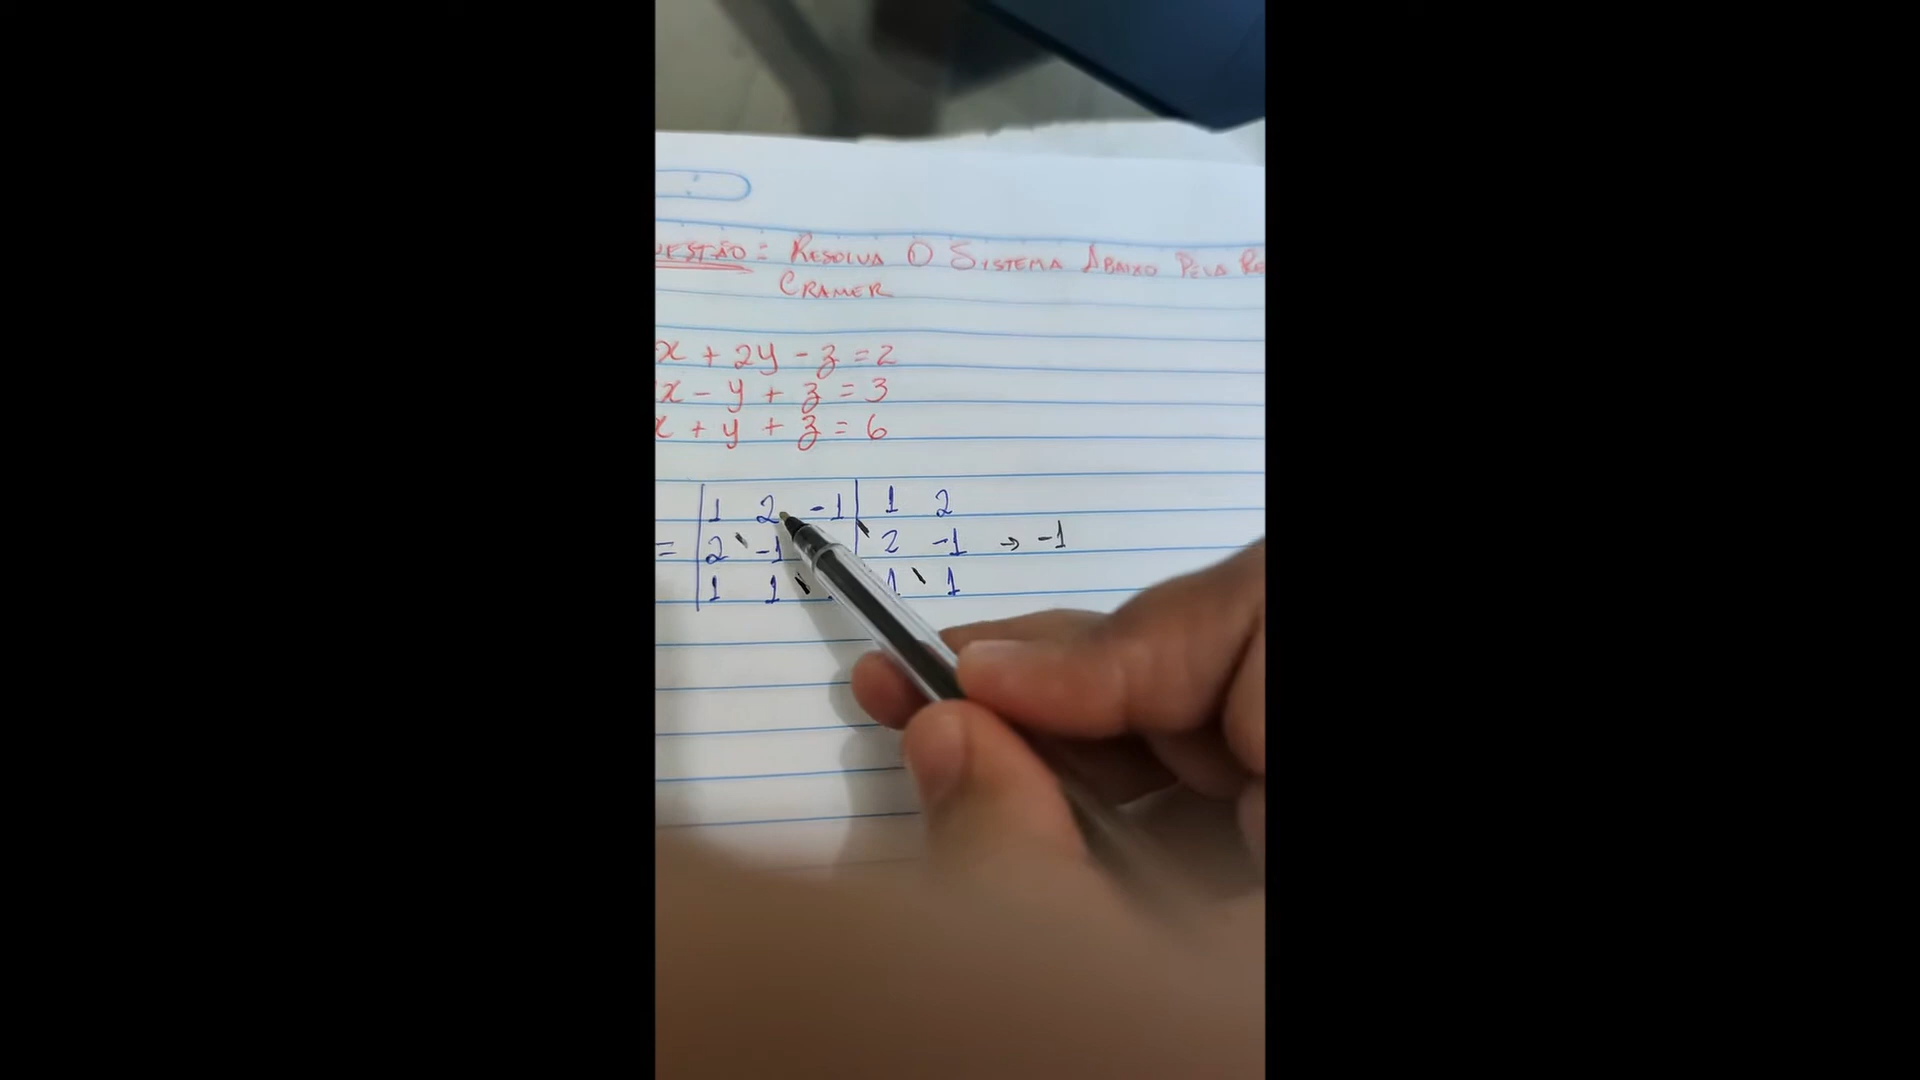 QUESTÃO: RESOLVA O SISTEMA ABAIXO PELA
CRAMER
x + 2y - z = 2
x - y + z = 3
x + y + z = 6
1 2 -1 | 1 2
= 2 -1 | 2 -1 → -1
1 1 1 1